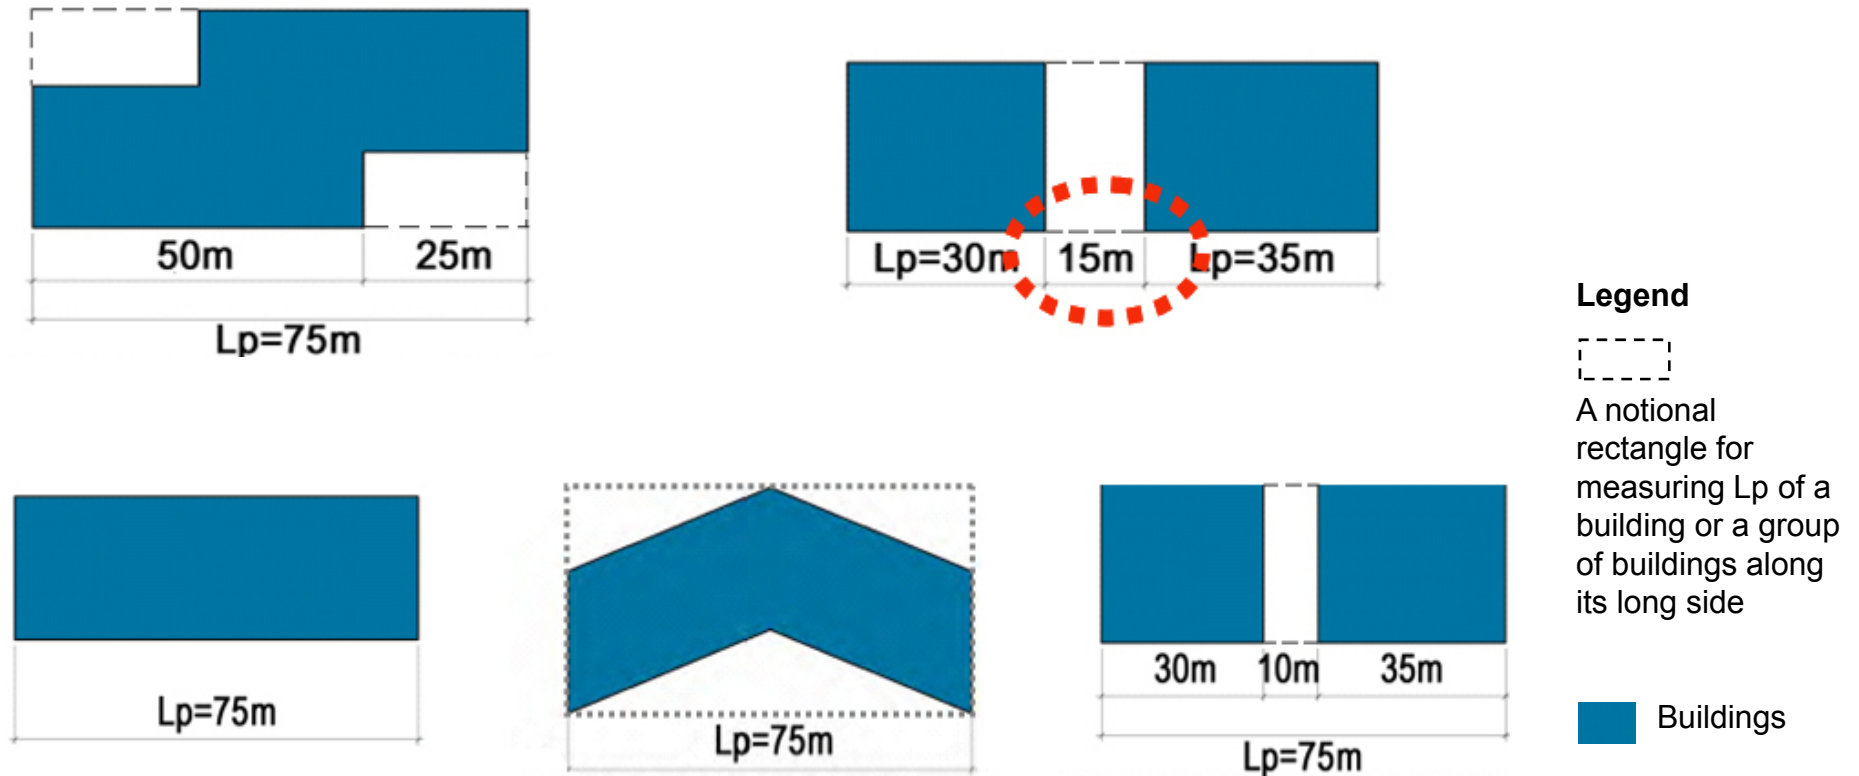 50m
25m
Lp=75m
Lp=30m
15m
Lp=35m
Lp=75m
Lp=75m
30m
10m
35m
Lp=75m
Legend
A notional
rectangle for
measuring Lp of a
building or a group
of buildings along
its long side
Buildings